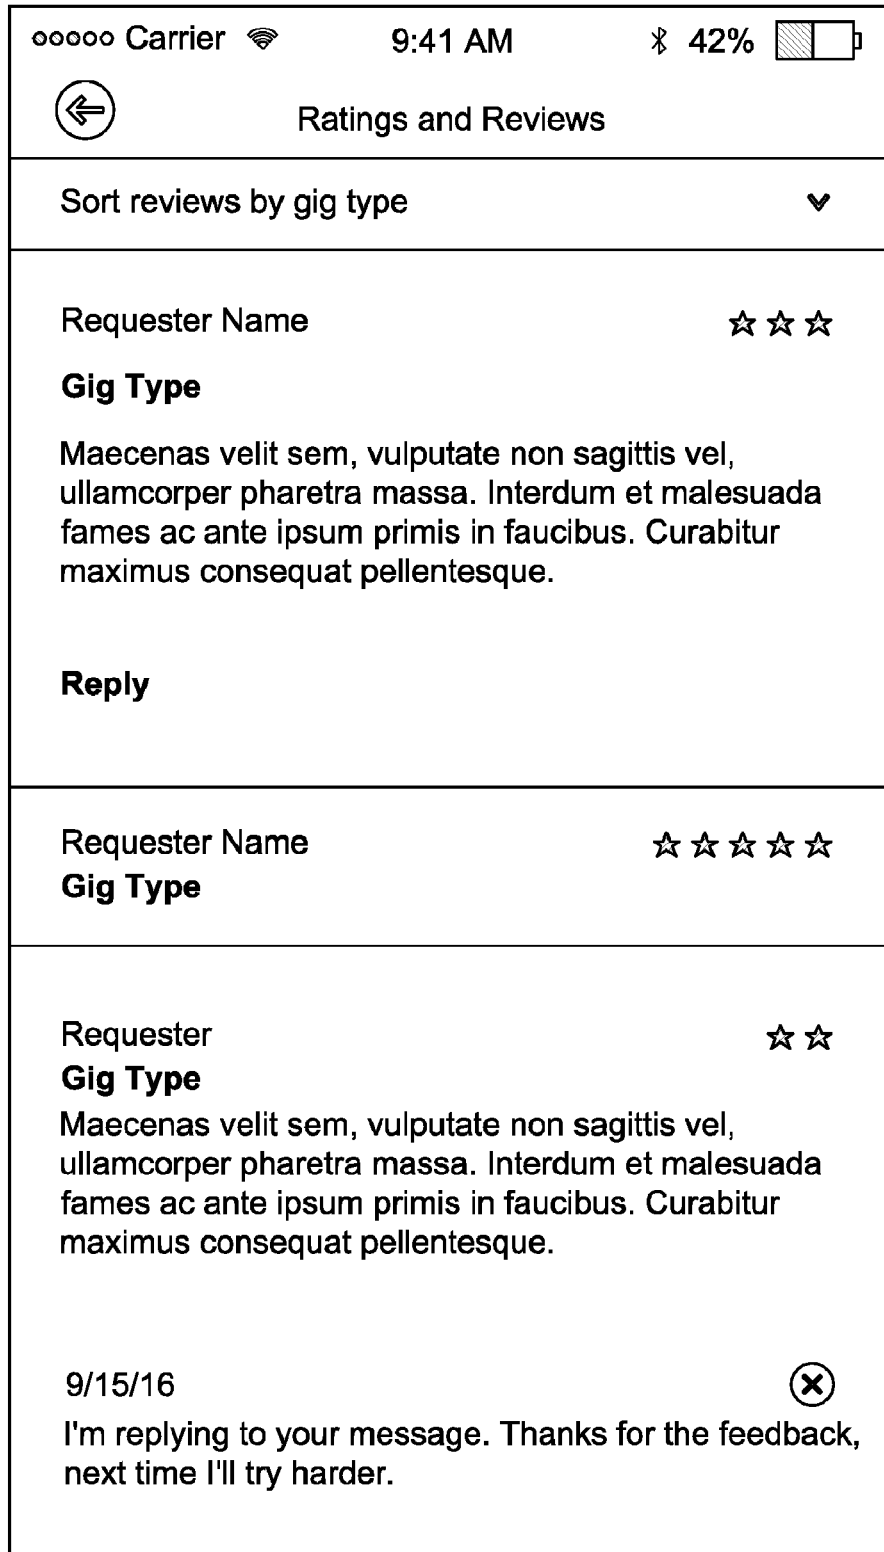 ooooo Carrier 9:41 AM 42%
Ratings and Reviews
Sort reviews by gig type
Requester Name
Gig Type
Maecenas velit sem, vulputate non sagittis vel,
ullamcorper pharetra massa. Interdum et malesuada
fames ac ante ipsum primis in faucibus. Curabitur
maximus consequat pellentesque.
Reply
Requester Name
Gig Type
Requester
Gig Type
Maecenas velit sem, vulputate non sagittis vel,
ullamcorper pharetra massa. Interdum et malesuada
fames ac ante ipsum primis in faucibus. Curabitur
maximus consequat pellentesque.
9/15/16
I'm replying to your message. Thanks for the feedback,
next time I'll try harder.